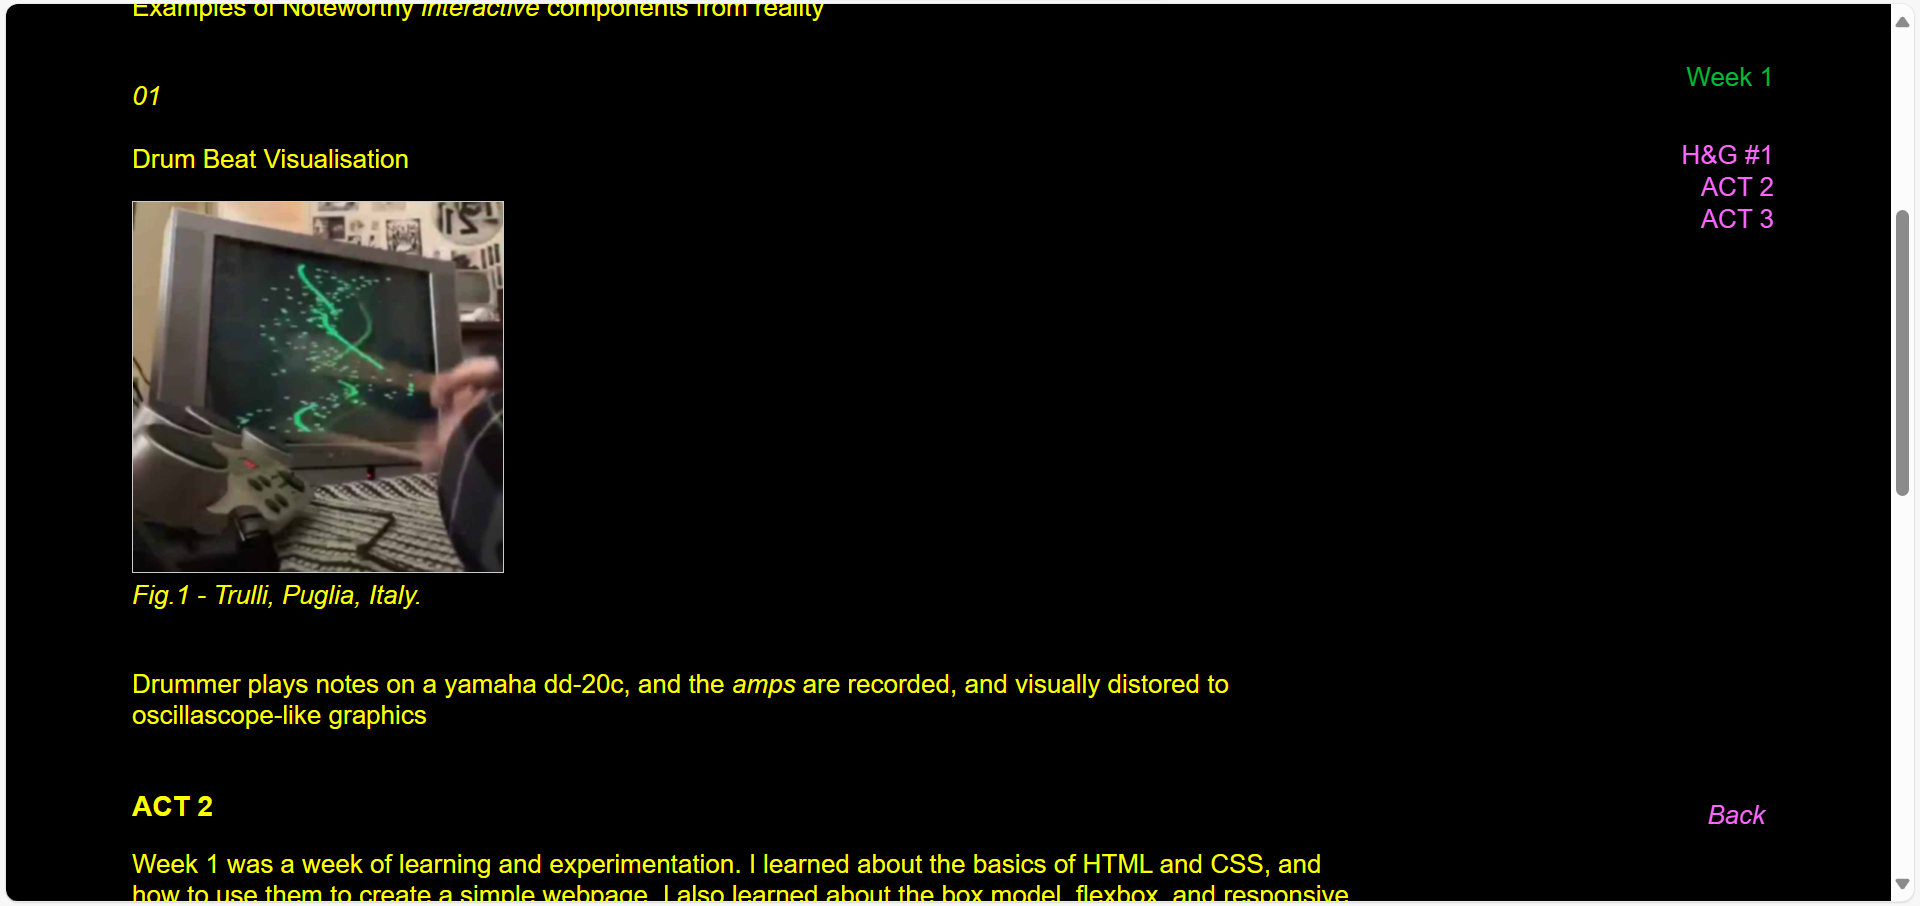 Examples of Noteworthy interactive components from reality
01
Drum Beat Visualisation
Fig.1 - Trulli, Puglia, Italy.
Drummer plays notes on a yamaha dd-20c, and the amps are recorded, and visually distored to
oscillascope-like graphics
ACT 2
Week 1 was a week of learning and experimentation. I learned about the basics of HTML and CSS, and
how to use them to create a simple webpage. I also learned about the box model, flexbox, and responsive
Week 1
H&G #1
ACT 2
ACT 3
Back